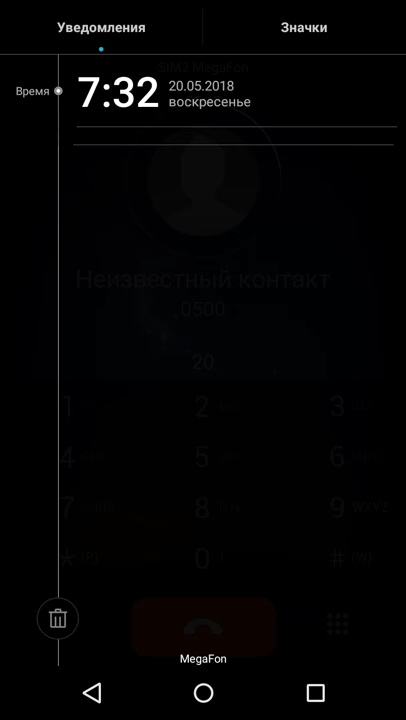 Уведомления
Значки
SIM2 MegaFon
Время
7:32
20.05.2018
воскресенье
Неизвестный контакт
0500
20
1
2
3
4
5
6
7
8
9 WXYZ
* (P)
0
# (W)
MegaFon